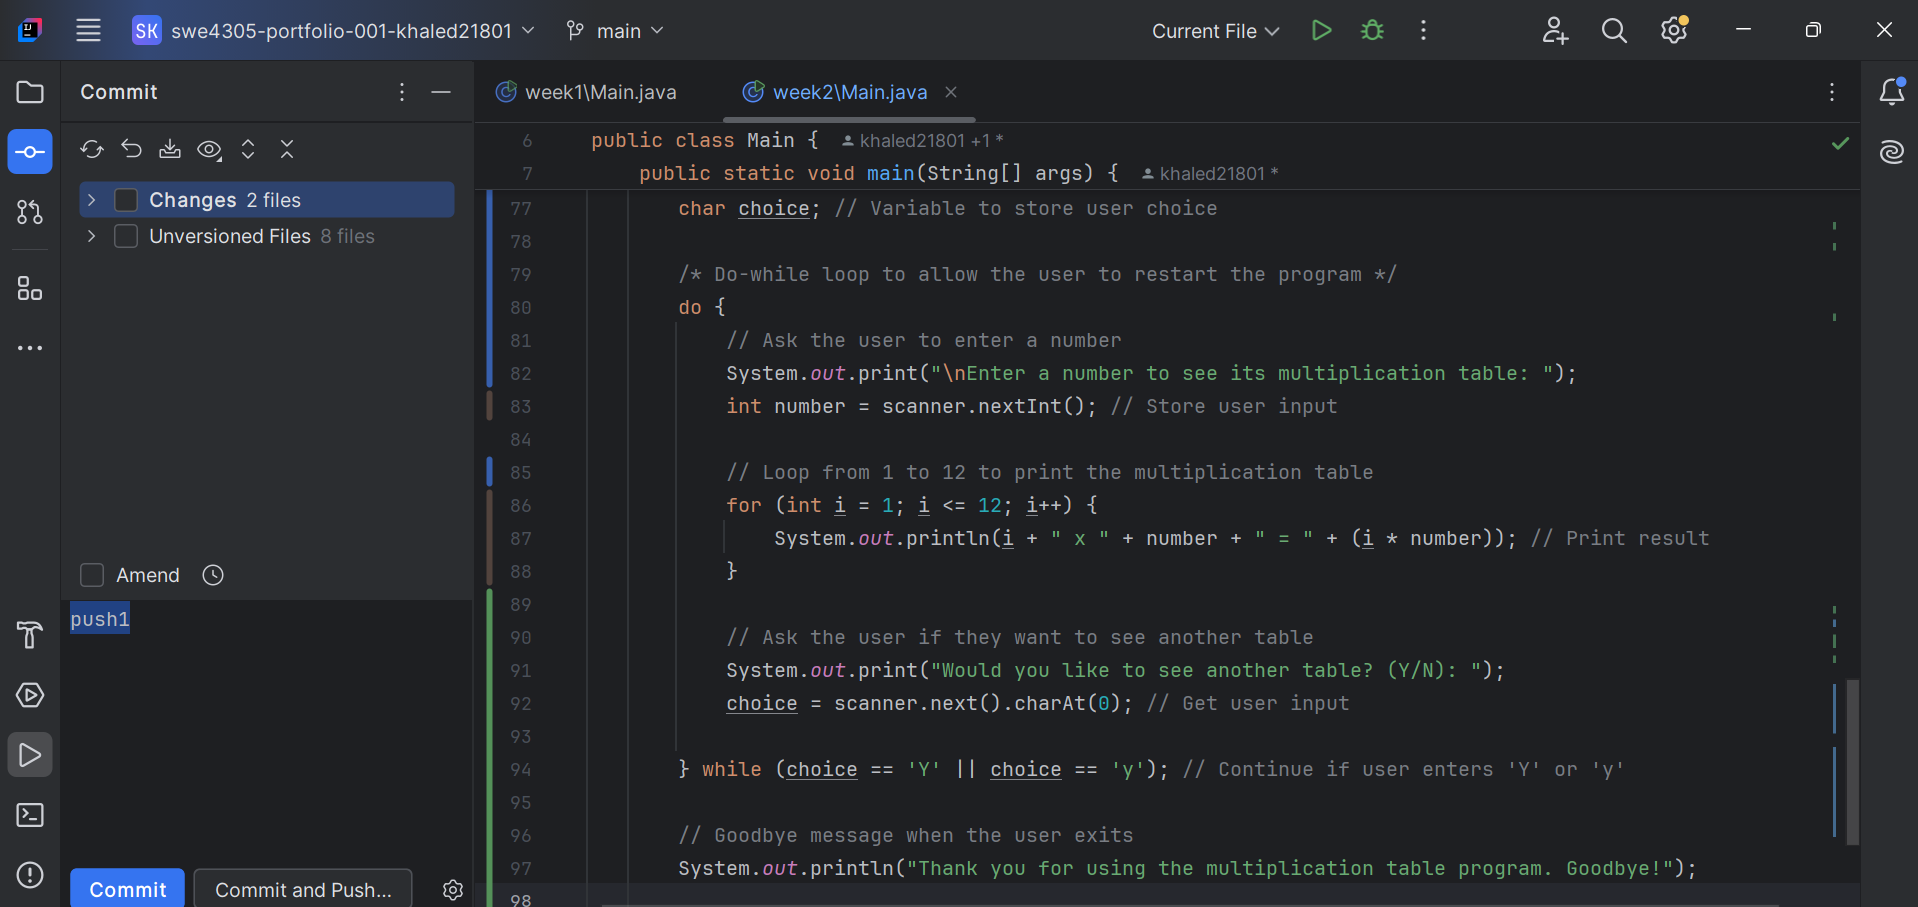 SK swe4305-portfolio-001-khaled21801 main Current File
Commit
week1\Main.java week2\Main.java
6 public class Main { khaled21801 +1 *
7 public static void main(String[] args) { khaled21801 *
Changes 2 files
Unversioned Files 8 files
77 char choice; // Variable to store user choice
78
79 /* Do-while loop to allow the user to restart the program */
80 do {
81 // Ask the user to enter a number
82 System.out.print("\nEnter a number to see its multiplication table: ");
83 int number = scanner.nextInt(); // Store user input
84
85 // Loop from 1 to 12 to print the multiplication table
86 for (int i = 1; i <= 12; i++) {
87 System.out.println(i + " x " + number + " = " + (i * number)); // Print result
88 }
89
90 // Ask the user if they want to see another table
91 System.out.print("Would you like to see another table? (Y/N): ");
92 choice = scanner.next().charAt(0); // Get user input
93
94 } while (choice == 'Y' || choice == 'y'); // Continue if user enters 'Y' or 'y'
95
96 // Goodbye message when the user exits
97 System.out.println("Thank you for using the multiplication table program. Goodbye!");
98
Amend
push1
Commit Commit and Push...